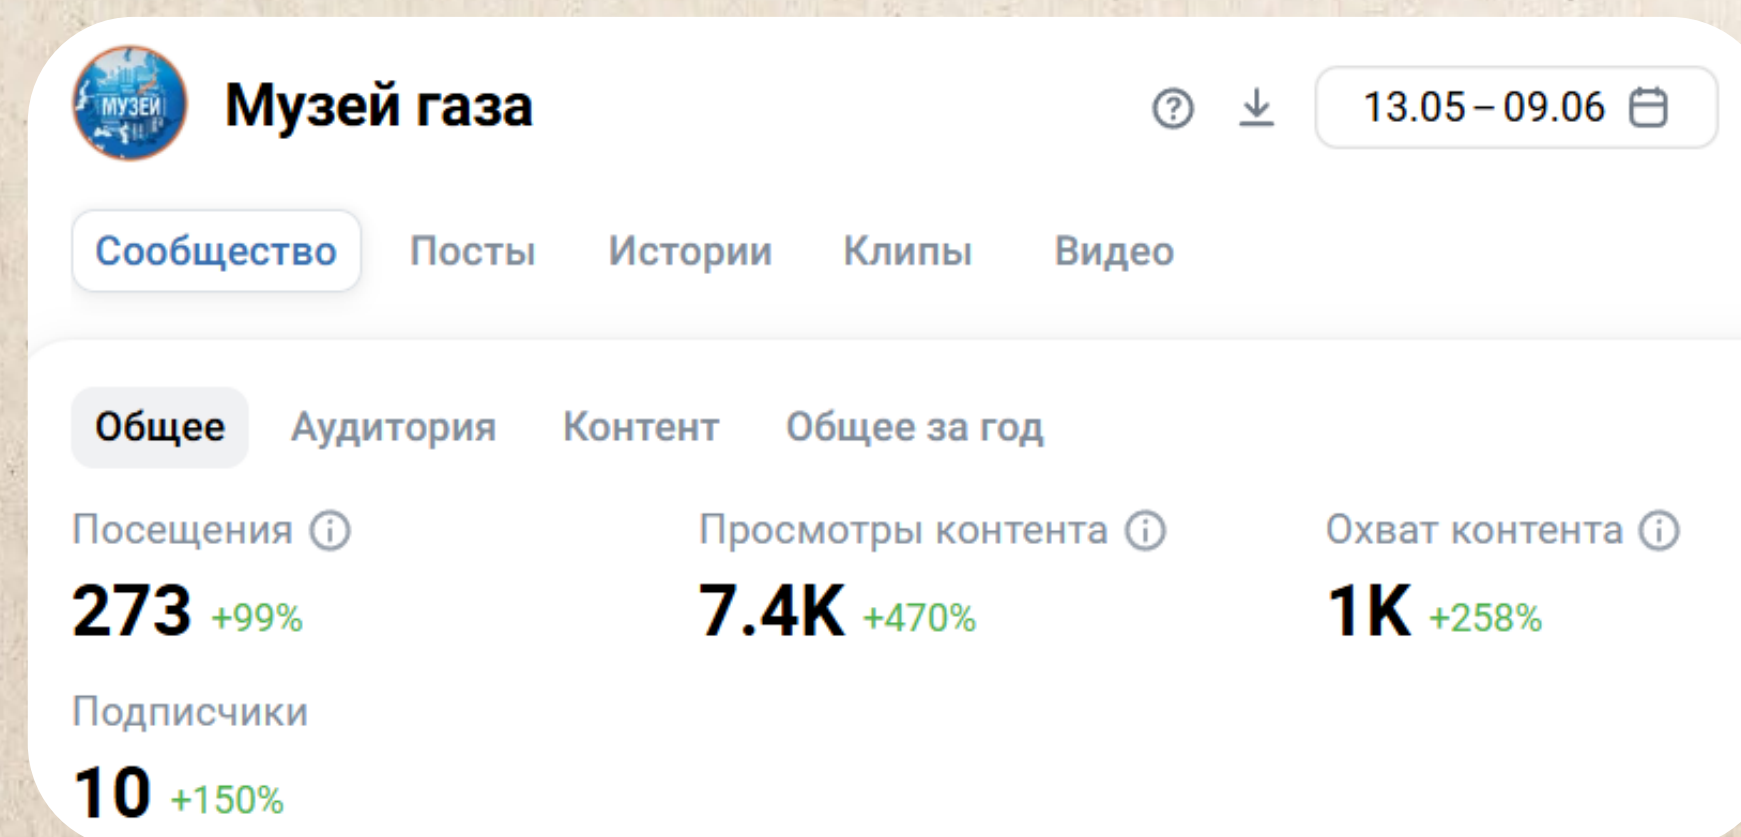 МУЗЕЙ
Музей газа
13.05 – 09.06
Сообщество Посты Истории Клипы Видео
Общее Аудитория Контент Общее за год
Посещения Просмотры контента Охват контента
273 +99% 7.4K +470% 1K +258%
Подписчики
10 +150%